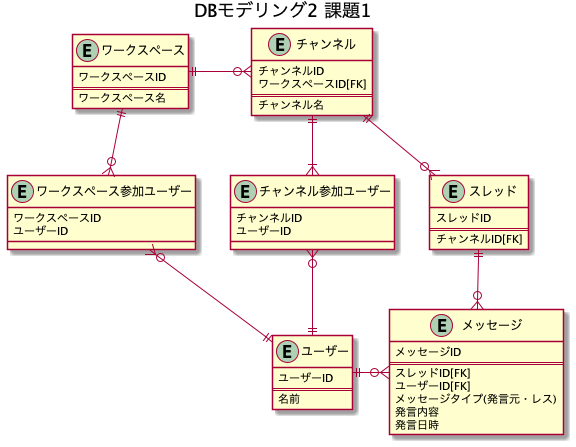 DBモデリング2 課題1
E ワークスペース
ワークスペースID
ワークスペース名
E チャンネル
チャンネルID
ワークスペースID[FK]
チャンネル名
E ワークスペース参加ユーザー
ワークスペースID
ユーザーID
E チャンネル参加ユーザー
チャンネルID
ユーザーID
E スレッド
スレッドID
チャンネルID[FK]
E ユーザー
ユーザーID
名前
E メッセージ
メッセージID
スレッドID[FK]
ユーザーID[FK]
メッセージタイプ(発言元・レス)
発言内容
発言日時